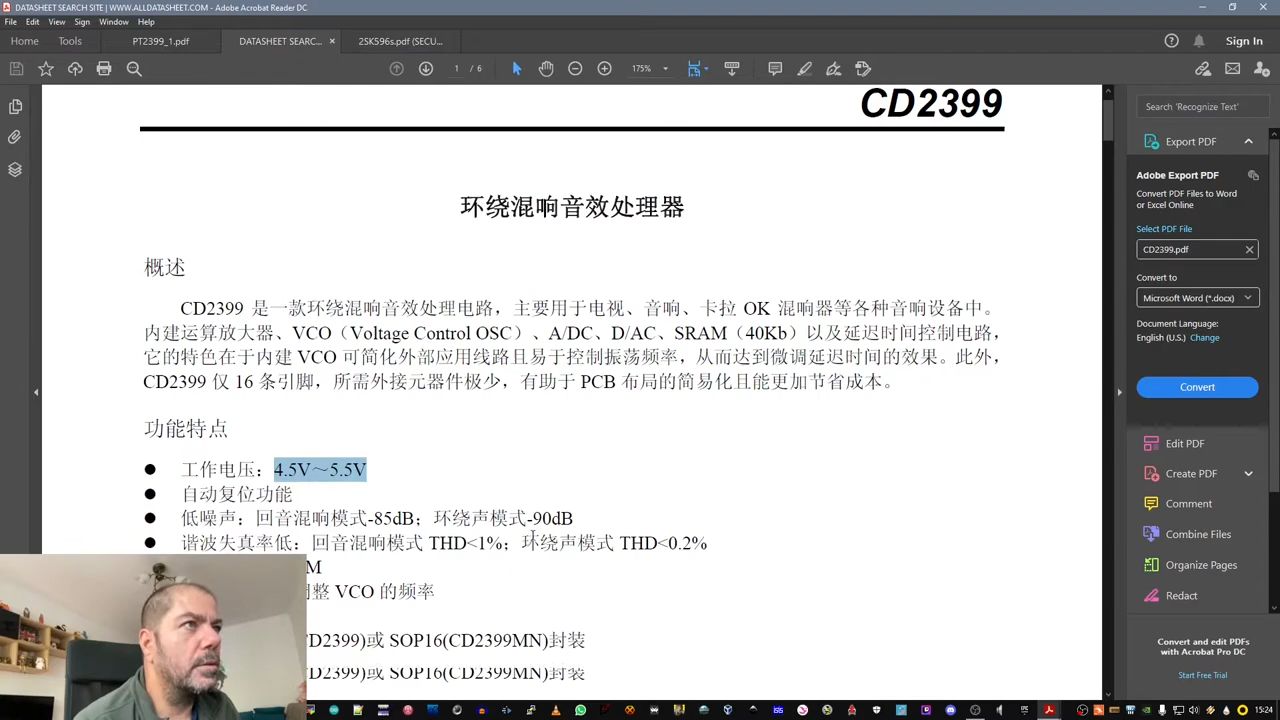 DATASHEET SEARCH SITE | WWW.ALLDATASHEET.COM] - Adobe Acrobat Reader DC
File Edit View Sign Window Help
Home Tools PT2399_1.pdf DATASHEET SEARC... × 2SK596s.pdf (SECU... Sign In
1 / 6 175%
CD2399
环绕混响音效处理器
概述
CD2399 是一款环绕混响音效处理电路，主要用于电视、音响、卡拉 OK 混响器等各种音响设备中。
内建运算放大器、VCO（Voltage Control OSC）、A/DC、D/AC、SRAM（40Kb）以及延迟时间控制电路，
它的特色在于内建 VCO 可简化外部应用线路且易于控制振荡频率，从而达到微调延迟时间的效果。此外，
CD2399 仅 16 条引脚，所需外接元器件极少，有助于 PCB 布局的简易化且能更加节省成本。
功能特点
● 工作电压：4.5V～5.5V
● 自动复位功能
● 低噪声：回音混响模式-85dB；环绕声模式-90dB
● 谐波失真率低：回音混响模式 THD<1%；环绕声模式 THD<0.2%
M
调整 VCO 的频率
CD2399)或 SOP16(CD2399MN)封装
CD2399)或 SOP16(CD2399MN)封装
Search 'Recognize Text'
Export PDF
Adobe Export PDF
Convert PDF Files to Word
or Excel Online
Select PDF File
CD2399.pdf ×
Convert to
Microsoft Word (*.docx)
Document Language:
English (U.S.) Change
Convert
Edit PDF
Create PDF
Comment
Combine Files
Organize Pages
Redact
Convert and edit PDFs
with Acrobat Pro DC
Start Free Trial
15:24